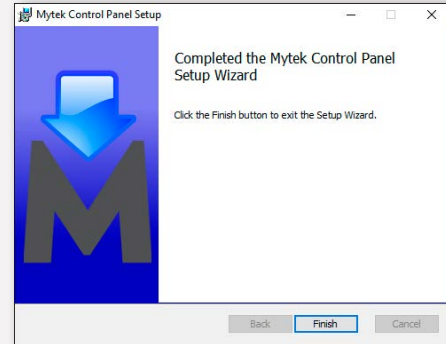 Mytek Control Panel Setup
Completed the Mytek Control Panel
Setup Wizard
Click the Finish button to exit the Setup Wizard.
M
Back Finish Cancel